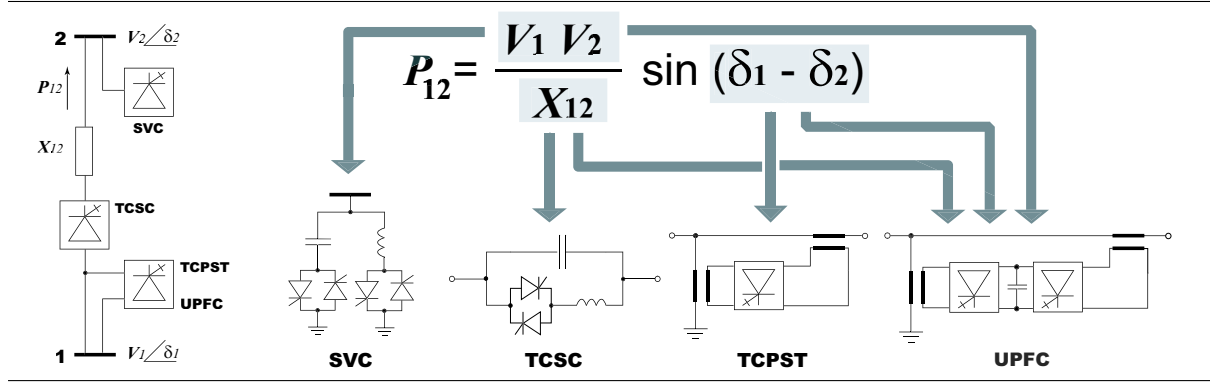 2 V2/δ2
P12
SVC
X12
TCSC
TCPST
UPFC
1 V1/δ1
P12 = V1 V2 / X12 sin (δ1 - δ2)
SVC
TCSC
TCPST
UPFC